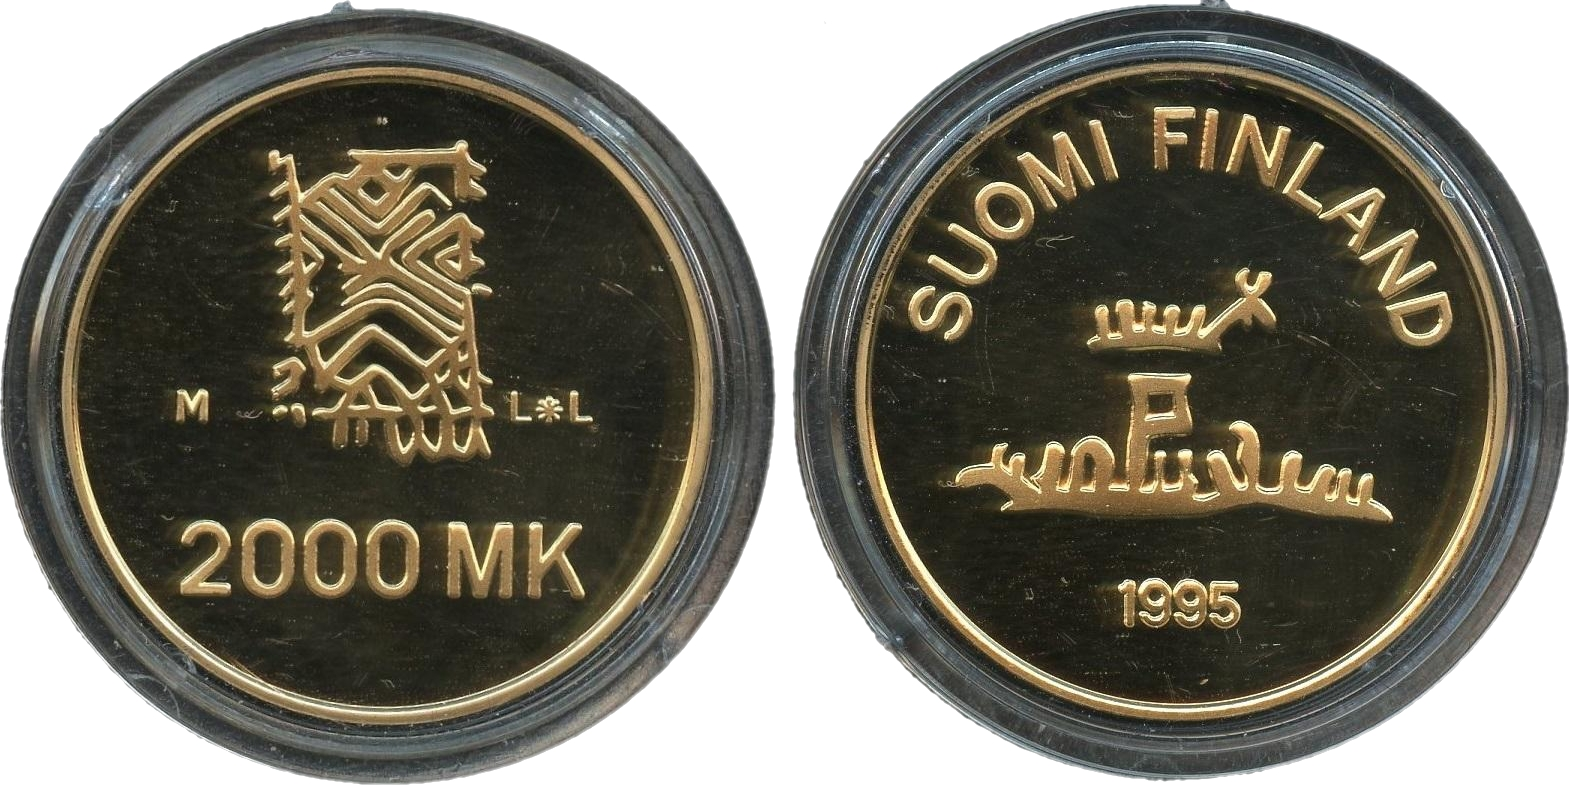 M L*L
2000 MK
SUOMI FINLAND
1995